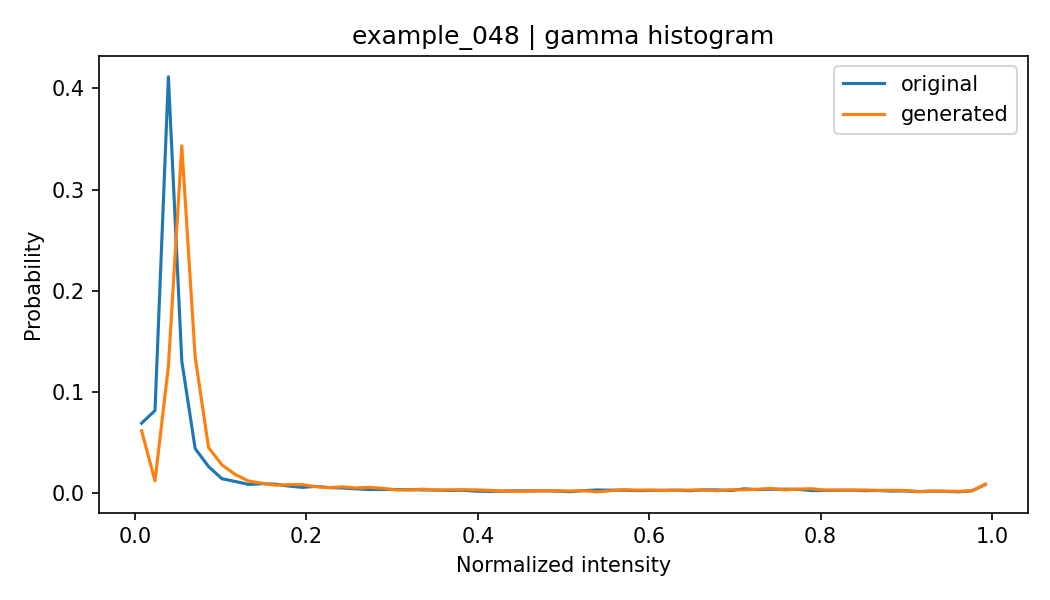 example_048 | gamma histogram
original
generated
Probability
0.4
0.3
0.2
0.1
0.0
0.0 0.2 0.4 0.6 0.8 1.0
Normalized intensity